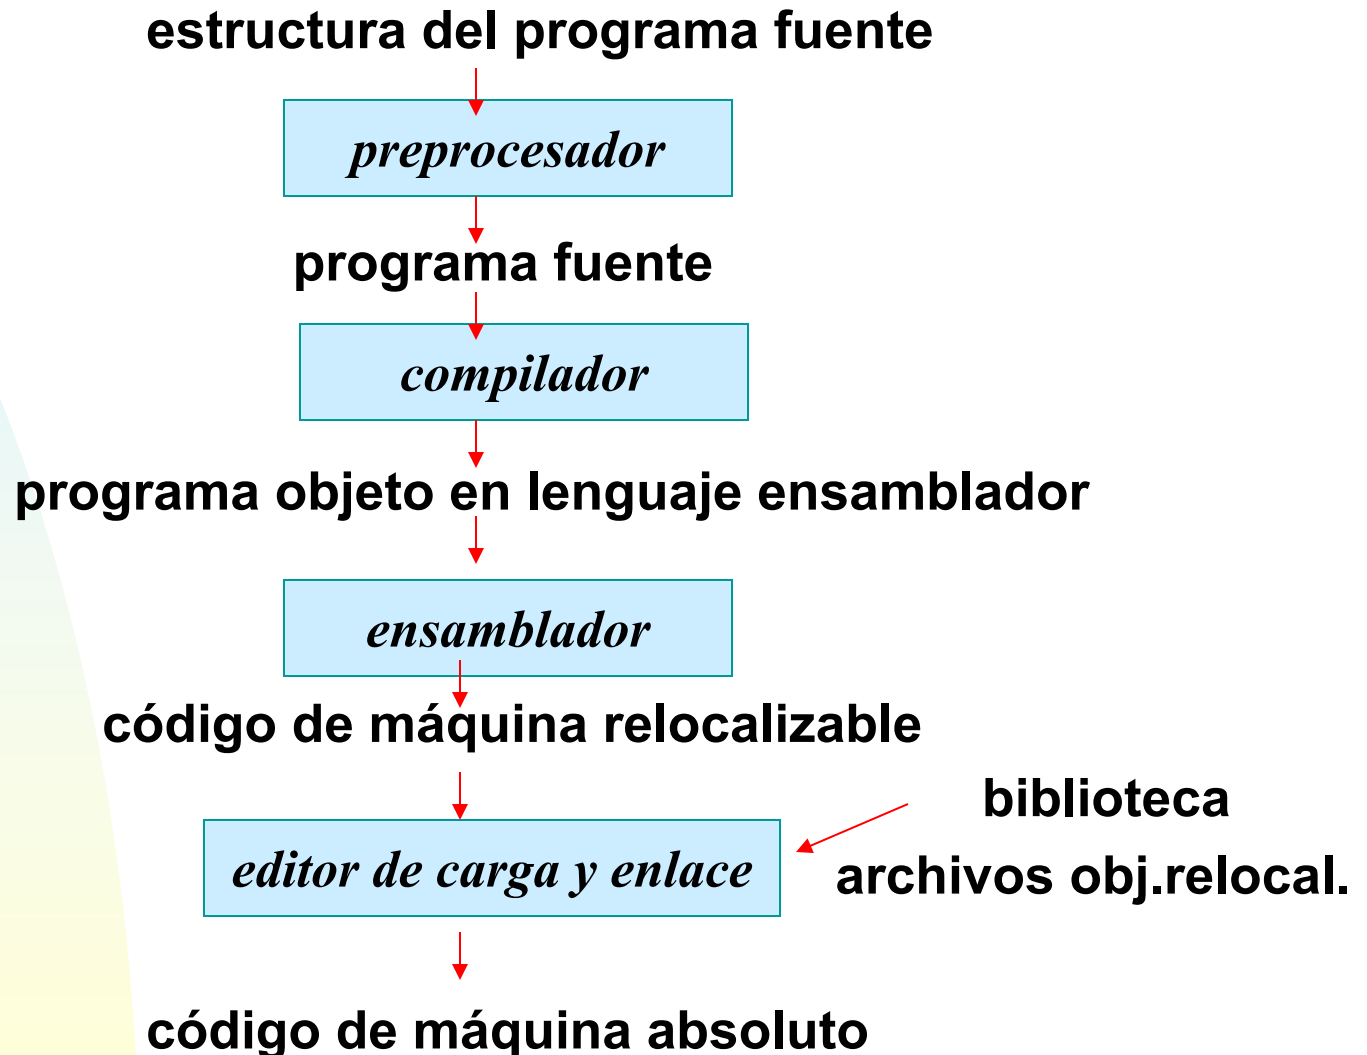 estructura del programa fuente
preprocesador
programa fuente
compilador
programa objeto en lenguaje ensamblador
ensamblador
código de máquina relocalizable
biblioteca
editor de carga y enlace
archivos obj.relocal.
código de máquina absoluto